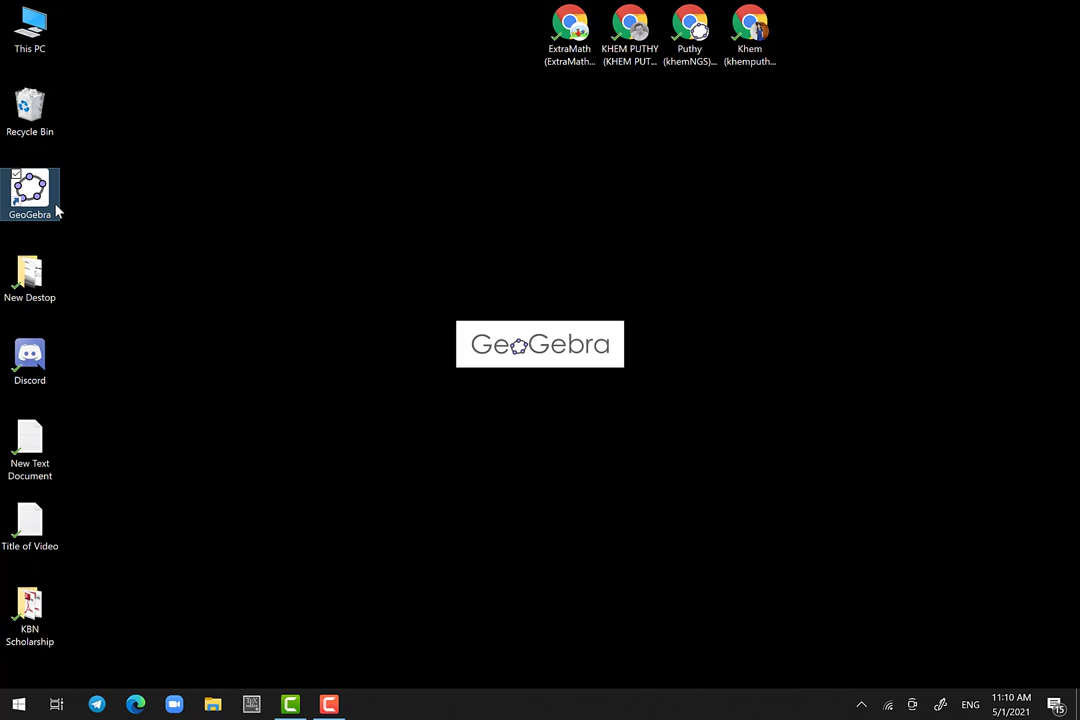 This PC
Recycle Bin
GeoGebra
New Destop
Discord
New Text
Document
Title of Video
KBN
Scholarship
ExtraMath
(ExtraMath...
KHEM PUTHY
(KHEM PUT...
Puthy
(khemNGS)...
Khem
(khemputh...
GeoGebra
ENG
11:10 AM
5/1/2021
15